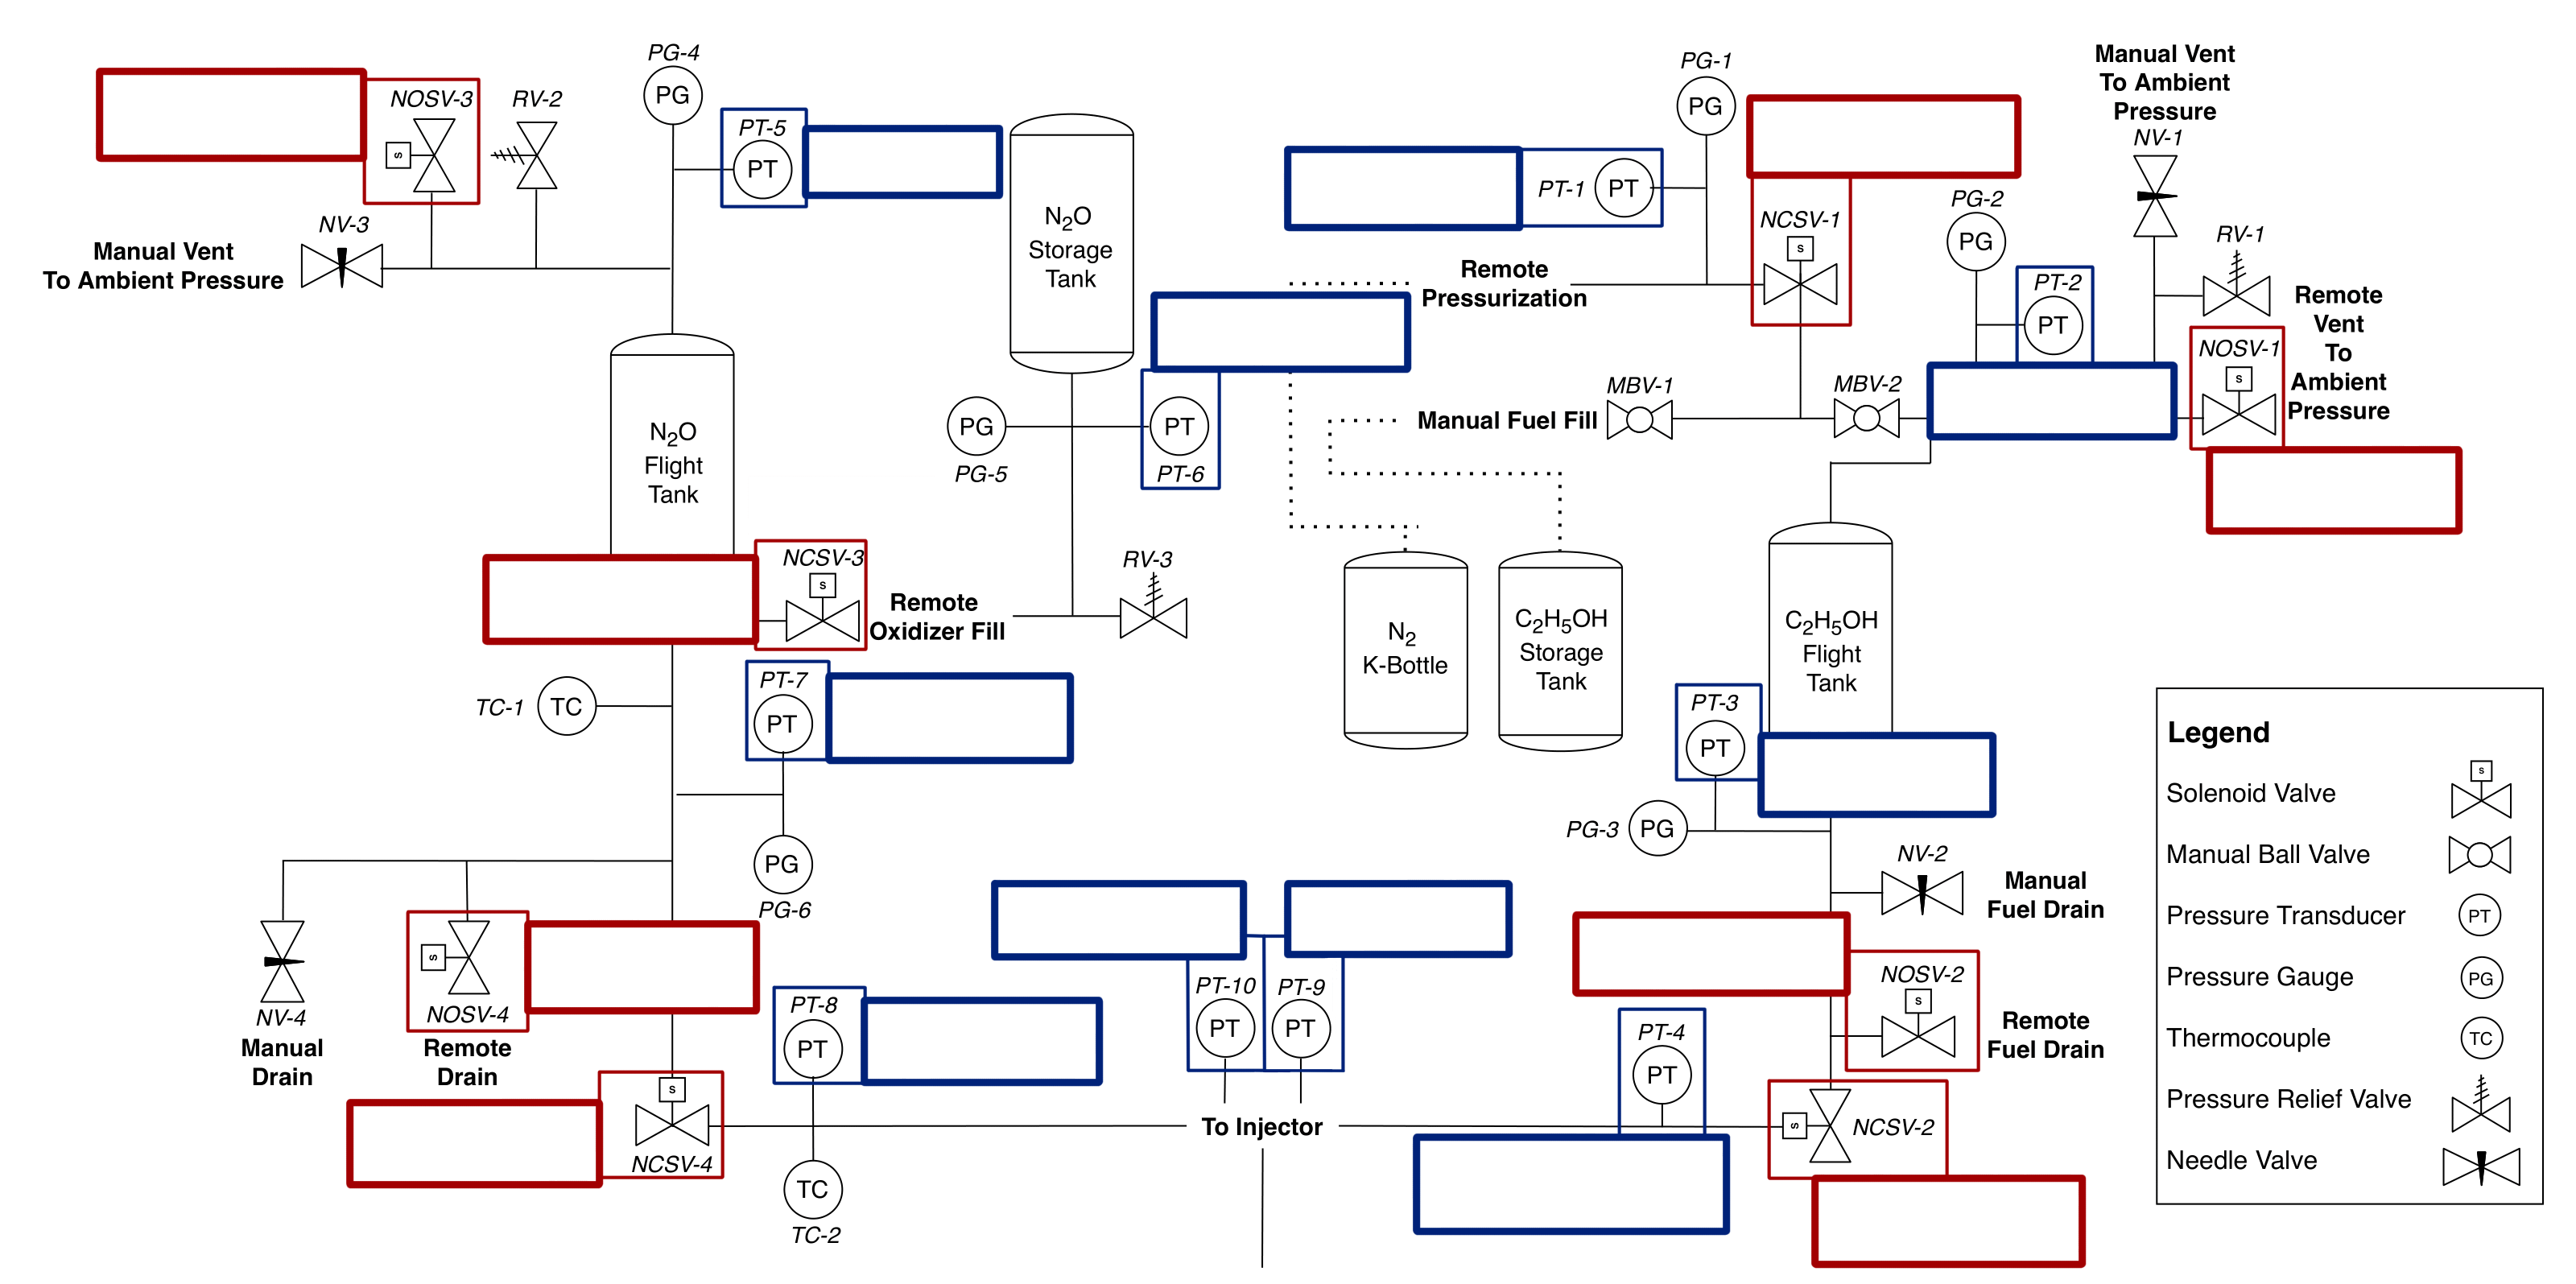 PG-4
PG
NOSV-3
S
RV-2
PT-5
PT
NV-3
Manual Vent
To Ambient Pressure
N2O
Storage
Tank
N2O
Flight
Tank
PG
PG-5
PT
PT-6
NCSV-3
S
Remote
Oxidizer Fill
RV-3
TC-1
TC
PT-7
PT
PG
PG-6
NV-4
Manual
Drain
S
NOSV-4
Remote
Drain
PT-8
PT
S
NCSV-4
TC
TC-2
PT-10
PT
PT-9
PT
To Injector
PG-1
PG
PT-1
PT
NCSV-1
S
Remote
Pressurization
Manual Vent
To Ambient
Pressure
NV-1
PG-2
PG
PT-2
PT
RV-1
Remote
Vent
To
Ambient
Pressure
NOSV-1
S
Manual Fuel Fill
MBV-1
MBV-2
N2
K-Bottle
C2H5OH
Storage
Tank
C2H5OH
Flight
Tank
PT-3
PT
PG-3
PG
NV-2
Manual
Fuel Drain
NOSV-2
S
Remote
Fuel Drain
PT-4
PT
S
NCSV-2
Legend
Solenoid Valve
S
Manual Ball Valve
Pressure Transducer
PT
Pressure Gauge
PG
Thermocouple
TC
Pressure Relief Valve
Needle Valve